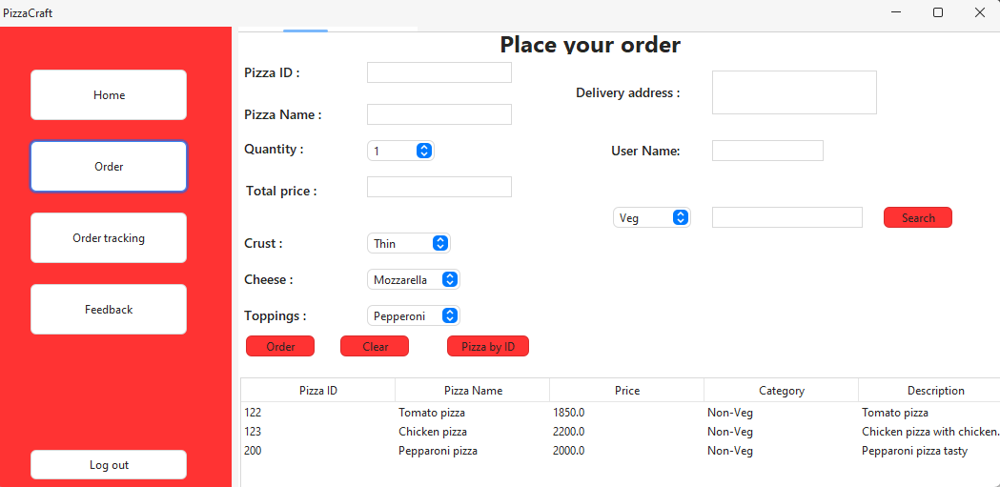 PizzaCraft
Home
Order
Order tracking
Feedback
Log out
Place your order
Pizza ID :
Pizza Name :
Quantity : 1
Total price :
Crust : Thin
Cheese : Mozzarella
Toppings : Pepperoni
Delivery address :
User Name:
Veg Search
Order Clear Pizza by ID
Pizza ID Pizza Name Price Category Description
122 Tomato pizza 1850.0 Non-Veg Tomato pizza
123 Chicken pizza 2200.0 Non-Veg Chicken pizza with chicken.
200 Pepparoni pizza 2000.0 Non-Veg Pepparoni pizza tasty